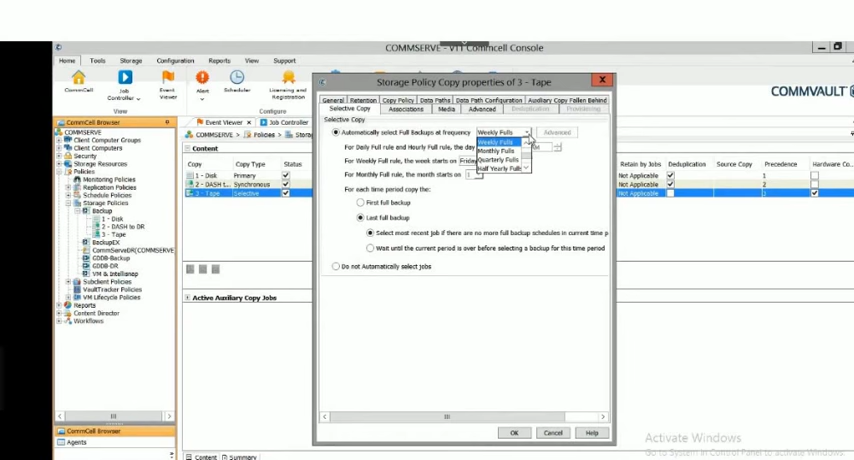 COMMSERVE - V11 Commcell Console
Home Tools Storage Configuration Reports View Support
CommCell
Job Controller
Event Viewer
Alert
Scheduler
Licensing and Registration
View
Configure
COMMVAULT
CommCell Browser
COMMSERVE
Client Computer Groups
Client Computers
Security
Storage Resources
Policies
Monitoring Policies
Replication Policies
Schedule Policies
Storage Policies
Backup
1 - Disk
2 - DASH to DR
3 - Tape
BackupEX
CommServeDR(COMMSERVE)
GDDB-Backup
GDDB-DR
VM & Intellisnap
Subclient Policies
VaultTracker Policies
VM Lifecycle Policies
Reports
Content Director
Workflows
CommCell Browser
Agents
Event Viewer
Job Controller
COMMSERVE > Policies >
Content
Copy Copy Type Status
1 - Disk Primary
2 - DASH t... Synchronous
3 - Tape Selective
Active Auxiliary Copy Jobs
Content Summary
Storage Policy Copy properties of 3 - Tape
General Retention Copy Policy Data Paths Data Path Configuration Auxiliary Copy Fallen Behind
Selective Copy Associations Media Advanced Deduplication Provisioning
Selective Copy
Automatically select Full Backups at frequency Weekly Fulls Advanced
Weekly Fulls
Monthly Fulls
Quarterly Fulls
Half Yearly Fulls
For Daily Full rule and Hourly Full rule, the day
For Weekly Full rule, the week starts on Friday
For Monthly Full rule, the month starts on 1
For each time period copy the:
First full backup
Last full backup
Select most recent job if there are no more full backup schedules in current time p
Wait until the current period is over before selecting a backup for this time period
Do not Automatically select jobs
OK Cancel Help
Retain by Jobs Deduplication Source Copy Precedence Hardware Co...
Not Applicable 1
Not Applicable 2
Not Applicable 3
Activate Windows
Go to System in Control Panel to activate Windows.